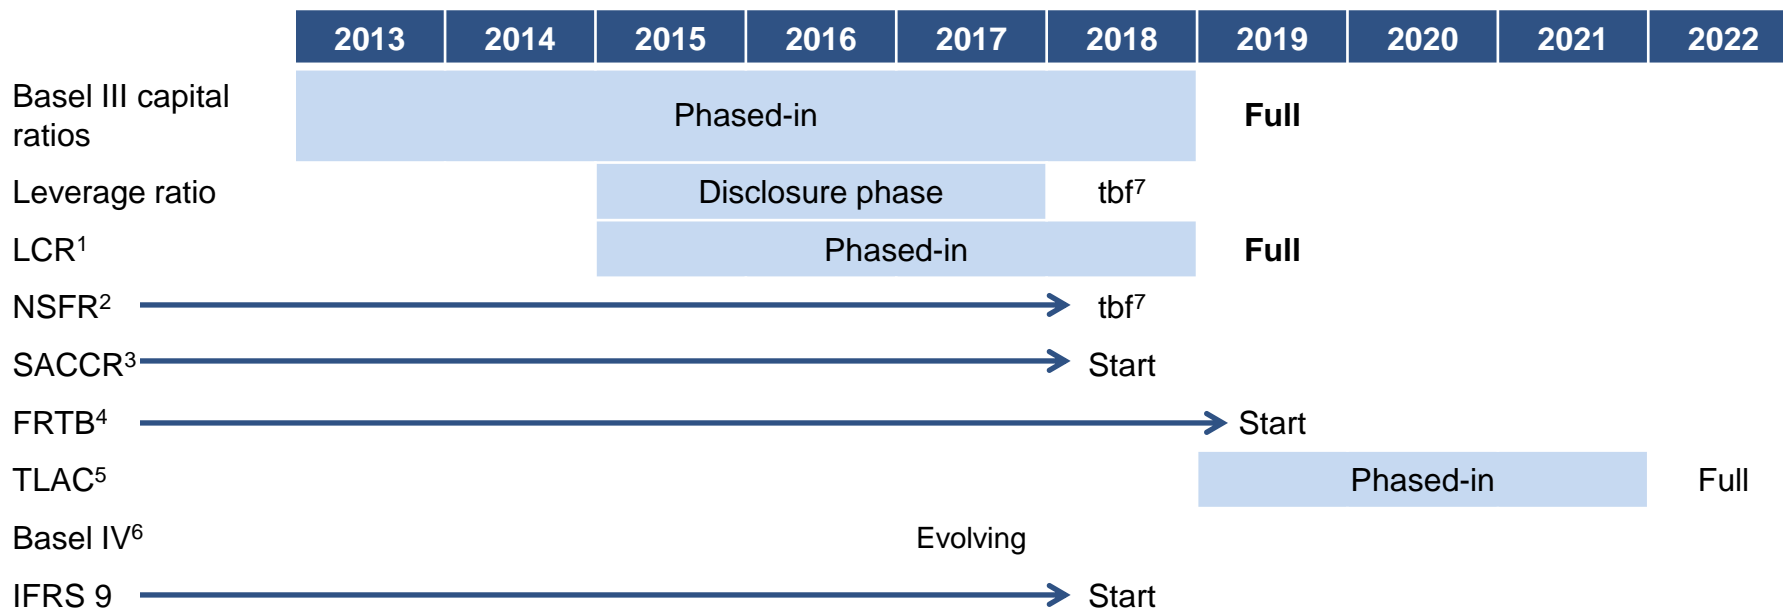 2013 2014 2015 2016 2017 2018 2019 2020 2021 2022
Basel III capital
ratios
Phased-in
Full
Leverage ratio
Disclosure phase
tbf⁷
LCR¹
Phased-in
Full
NSFR²
tbf⁷
SACCR³
Start
FRTB⁴
Start
TLAC⁵
Phased-in
Full
Basel IV⁶
Evolving
IFRS 9
Start